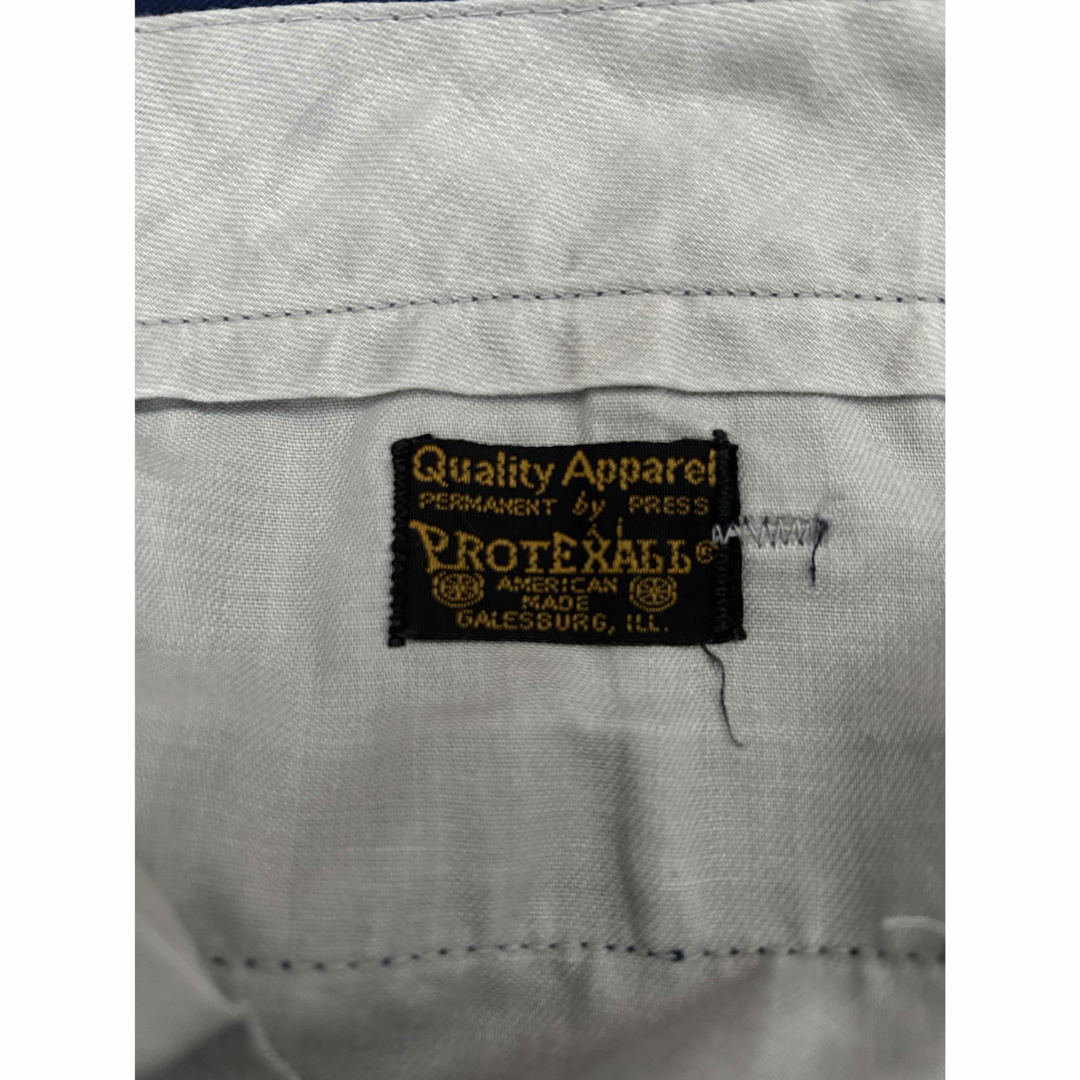 Quality Apparel
PERMANENT by PRESS
PROTEXALL®
AMERICAN
MADE
GALESBURG, ILL.